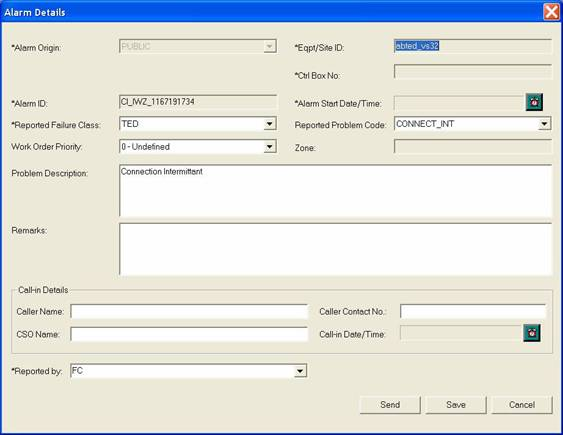 Alarm Details
*Alarm Origin: PUBLIC *Eqpt/Site ID: abted_vs32
*Ctrl Box No:
*Alarm ID: CI_IWZ_1167191734 *Alarm Start Date/Time:
*Reported Failure Class: TED Reported Problem Code: CONNECT_INT
Work Order Priority: 0 - Undefined Zone:
Problem Description: Connection Intermittant
Remarks:
Call-in Details
Caller Name: Caller Contact No.:
CSO Name: Call-in Date/Time:
*Reported by: FC
Send Save Cancel